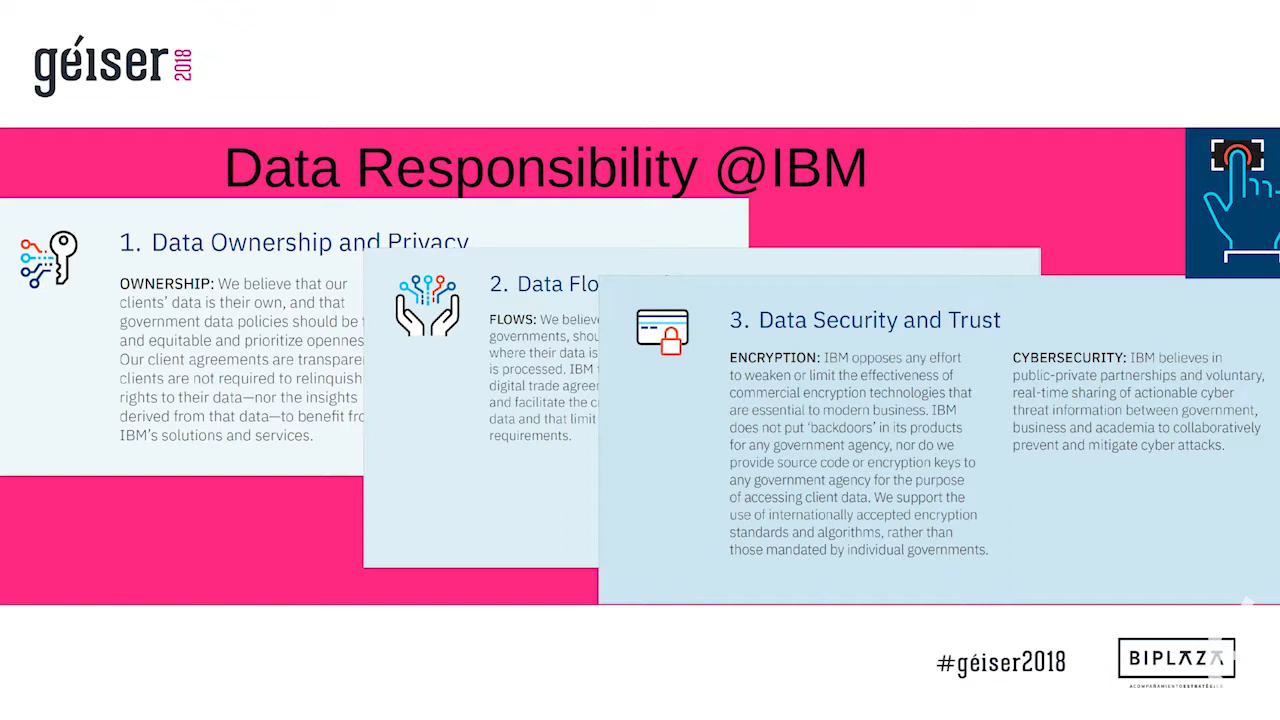 géiser
2018
Data Responsibility @IBM
1. Data Ownership and Privacy
OWNERSHIP: We believe that our
clients' data is their own, and that
government data policies should be
and equitable and prioritize
Our client agreements are
clients are not required to relinquish
rights to their data—nor the insights
derived from that data—to benefit
IBM's solutions and services.
2. Data
FLOWS: We
governments,
where their data is
is processed. IBM
digital trade
and facilitate the
data and that limit
requirements.
3. Data Security and Trust
ENCRYPTION: IBM opposes any effort
to weaken or limit the effectiveness of
commercial encryption technologies that
are essential to modern business. IBM
does not put ‘backdoors’ in its products
for any government agency, nor do we
provide source code or encryption keys to
any government agency for the purpose
of accessing client data. We support the
use of internationally accepted encryption
standards and algorithms, rather than
those mandated by individual governments.
CYBERSECURITY: IBM believes in
public-private partnerships and voluntary,
real-time sharing of actionable cyber
threat information between government,
business and academia to collaboratively
prevent and mitigate cyber attacks.
#géiser2018
BIPLAZA
ACOMPAÑAMIENTO ESTRATÉGICO